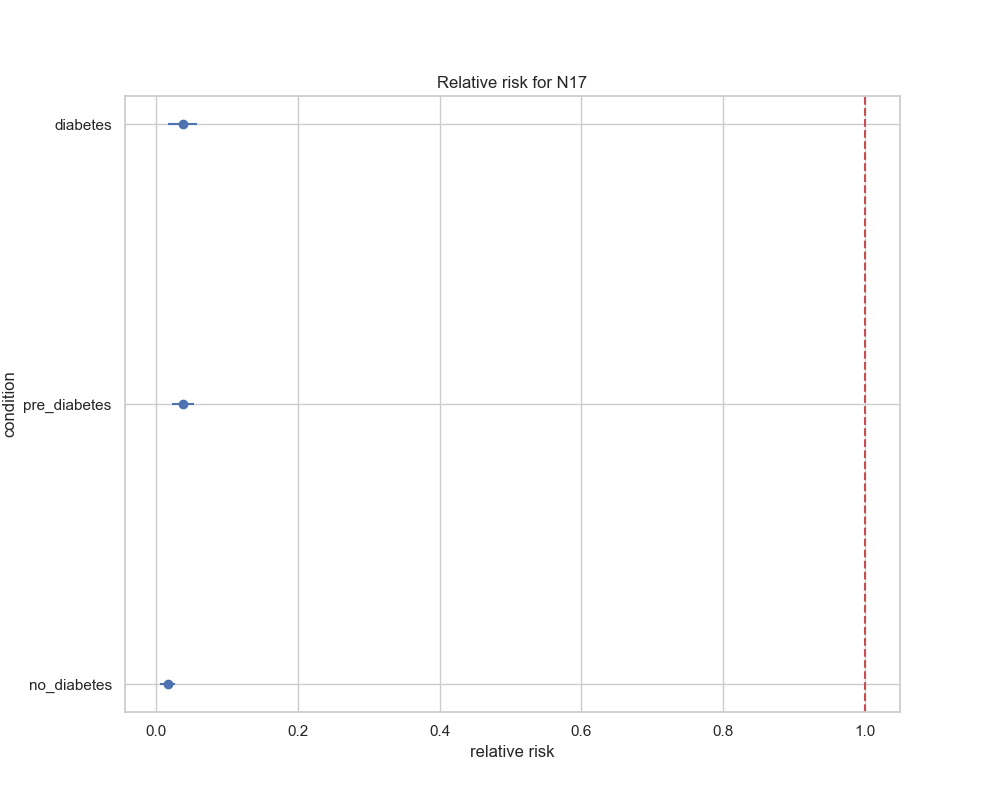 Relative risk for N17
diabetes
pre_diabetes
no_diabetes
condition
0.0 0.2 0.4 0.6 0.8 1.0
relative risk